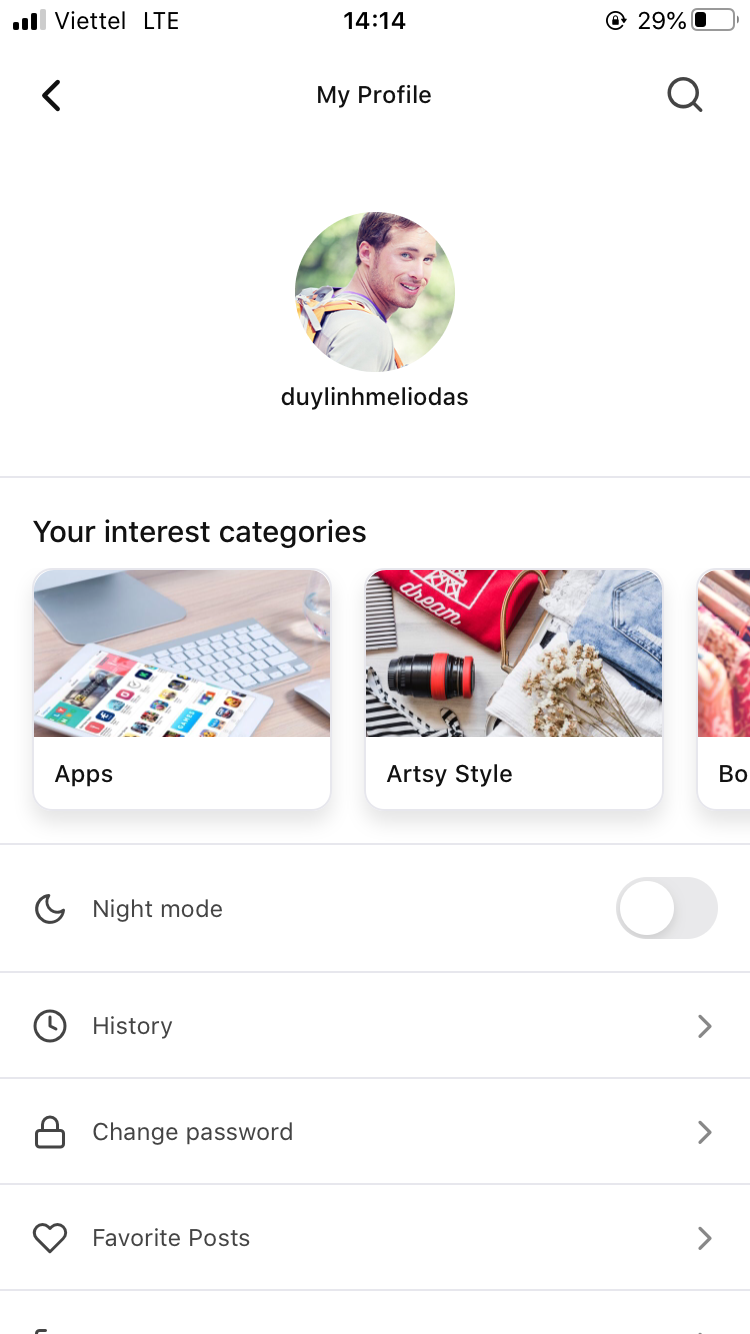 Viettel LTE 14:14 29%
My Profile
duylinhmeliodas
Your interest categories
dream
Apps
Artsy Style
Bo
Night mode
History
Change password
Favorite Posts